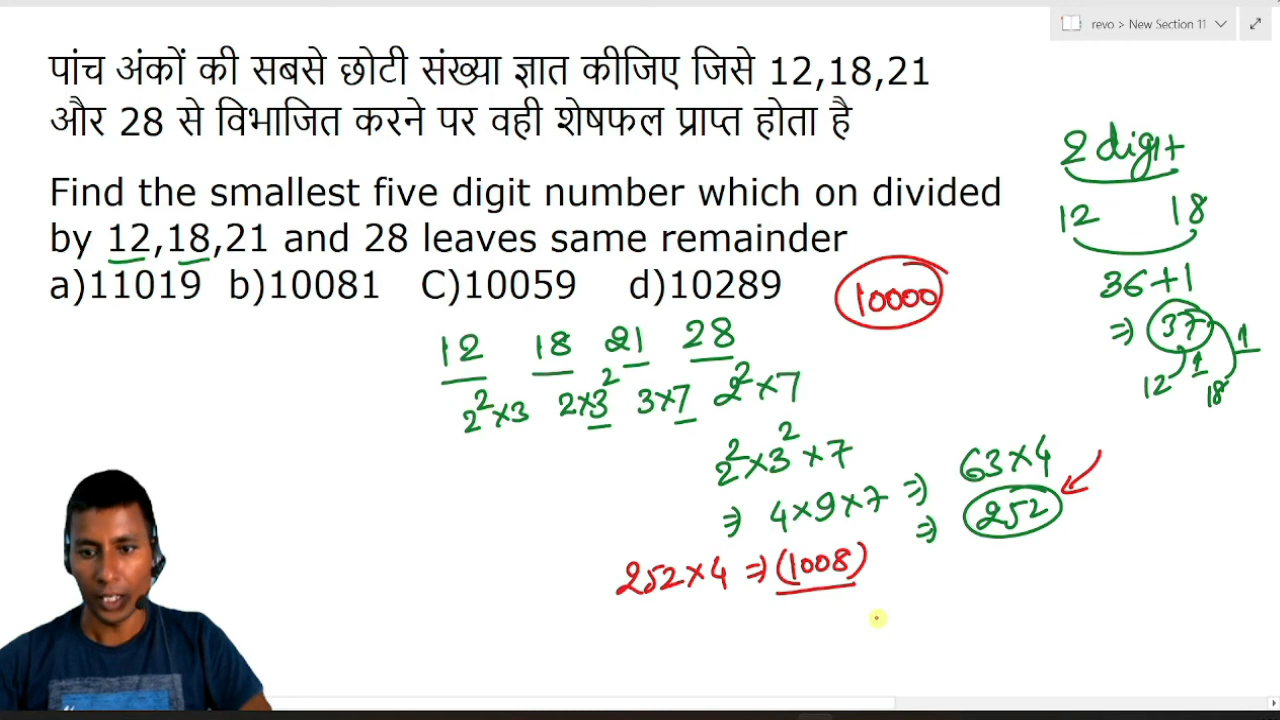 revo > New Section 11
पांच अंकों की सबसे छोटी संख्या ज्ञात कीजिए जिसे 12,18,21
और 28 से विभाजित करने पर वही शेषफल प्राप्त होता है
Find the smallest five digit number which on divided
by 12,18,21 and 28 leaves same remainder
a)11019 b)10081 C)10059 d)10289
10000
12 18 21 28
2²×3 2×3² 3×7 2²×7
2²×3²×7
⇒ 4×9×7 ⇒ 63×4
⇒ 252
252×4 ⇒ (1008)
2 digit
12 18
36+1
⇒ 37
12 1 18 1